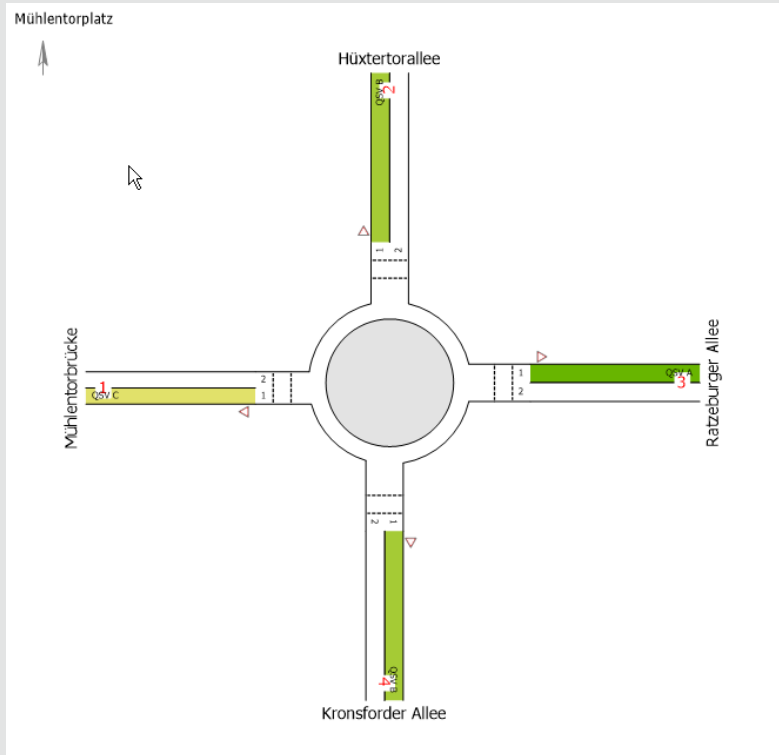 Mühlentorplatz
Hüxtertorallee
QSV B
2
1
2
Mühlentorbrücke
1
QSV C
2
1
1
2
QSV A
3
Ratzeburger Allee
2
1
4
QSV B
Kronsforder Allee